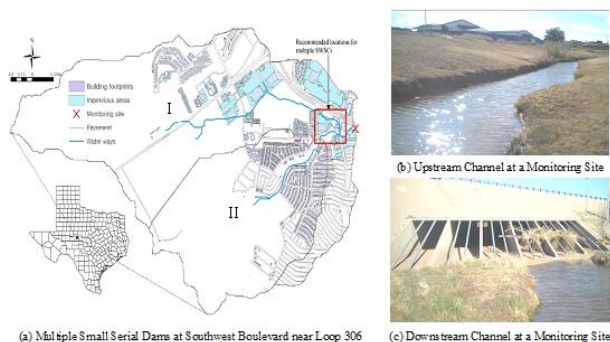 Recommended locations for
multiple SWSCs
Building footprints
Impervious areas
Monitoring site
Pavement
Water ways
I
II
(a) Multiple Small Serial Dams at Southwest Boulevard near Loop 306
(b) Upstream Channel at a Monitoring Site
(c) Downstream Channel at a Monitoring Site